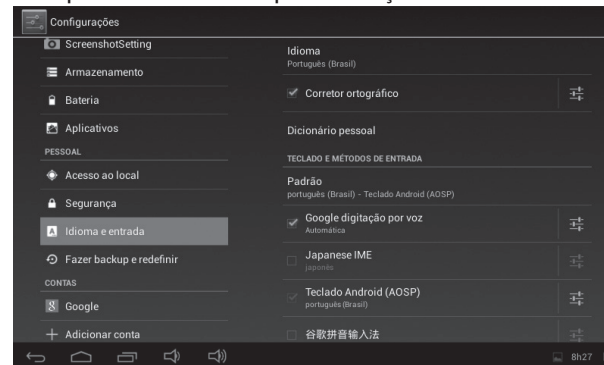 Configurações
ScreenshotSetting
Armazenamento
Bateria
Aplicativos
PESSOAL
Acesso ao local
Segurança
A
Idioma e entrada
Fazer backup e redefinir
CONTAS
8
Google
Adicionar conta
Idioma
Português (Brasil)
Corretor ortográfico
Dicionário pessoal
TECLADO E MÉTODOS DE ENTRADA
Padrão
português (Brasil) - Teclado Android (AOSP)
Google digitação por voz
Automática
Japanese IME
japonês
Teclado Android (AOSP)
português (Brasil)
谷歌拼音输入法
8h27